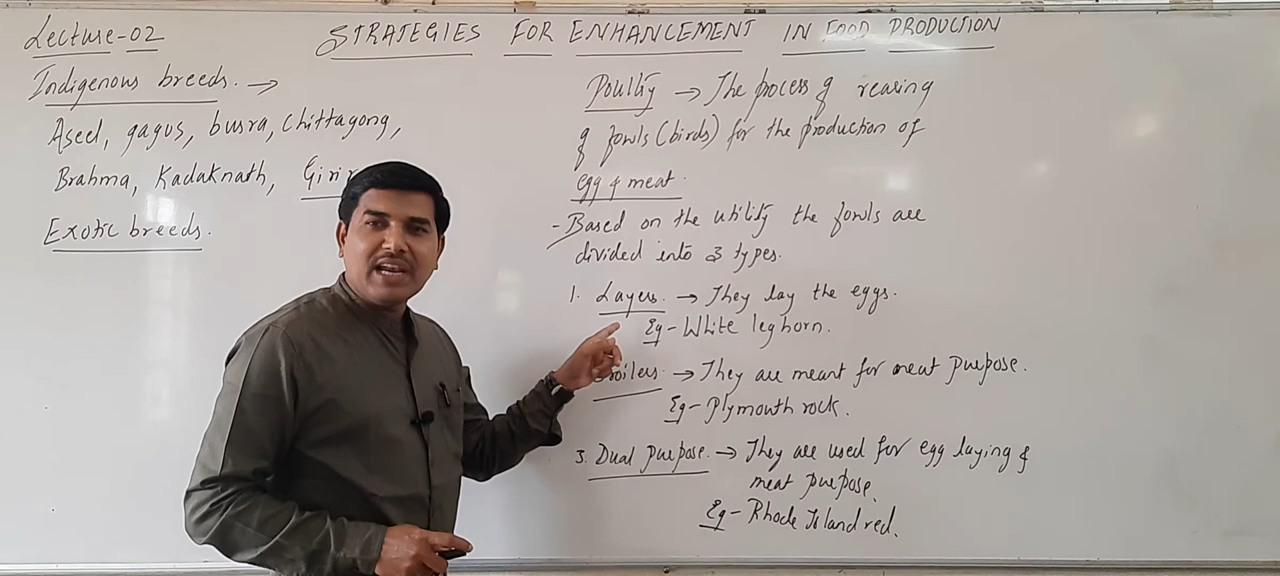 Lecture-02
STRATEGIES FOR ENHANCEMENT IN FOOD PRODUCTION
Indigenous breeds. →
Aseel, gagus, busra, Chittagong,
Brahma, Kadaknath,
Exotic breeds.
Poultry → The process of rearing
of fowls (birds) for the production of
egg & meat.
- Based on the utility the fowls are
divided into 3 types.
1. Layers. → They lay the eggs.
Eg - White leghorn.
→ They are meant for meat purpose.
Eg - Plymouth rock.
3. Dual purpose. → They are used for egg laying &
meat purpose.
Eg - Rhode Island red.